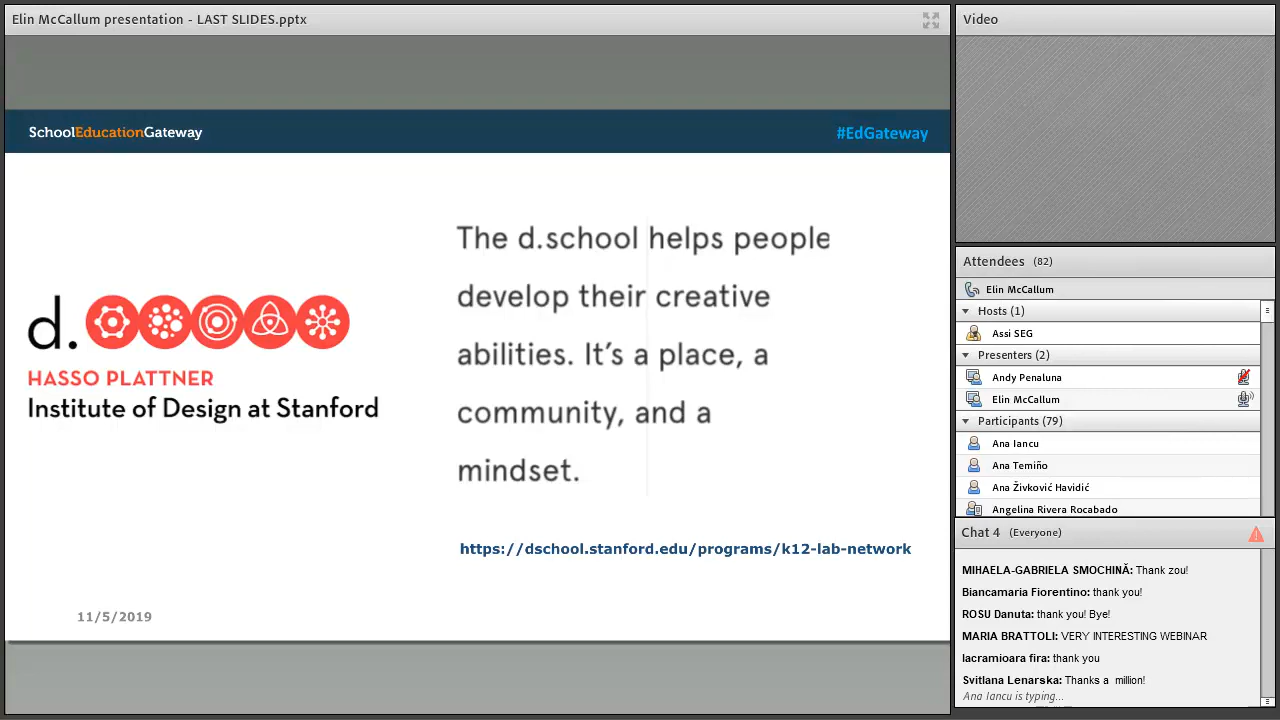 Elin McCallum presentation - LAST SLIDES.pptx
SchoolEducationGateway
#EdGateway
d.
HASSO PLATTNER
Institute of Design at Stanford
The d.school helps people
develop their creative
abilities. It's a place, a
community, and a
mindset.
https://dschool.stanford.edu/programs/k12-lab-network
11/5/2019
Video
Attendees (82)
Elin McCallum
Hosts (1)
Assi SEG
Presenters (2)
Andy Penaluna
Elin McCallum
Participants (79)
Ana Iancu
Ana Temiño
Ana Živković Havidić
Angelina Rivera Rocabado
Chat 4 (Everyone)
MIHAELA-GABRIELA SMOCHINĂ: Thank zou!
Biancamaria Fiorentino: thank you!
ROSU Danuta: thank you! Bye!
MARIA BRATTOLI: VERY INTERESTING WEBINAR
lacramioara fira: thank you
Svitlana Lenarska: Thanks a  million!
Ana Iancu is typing...